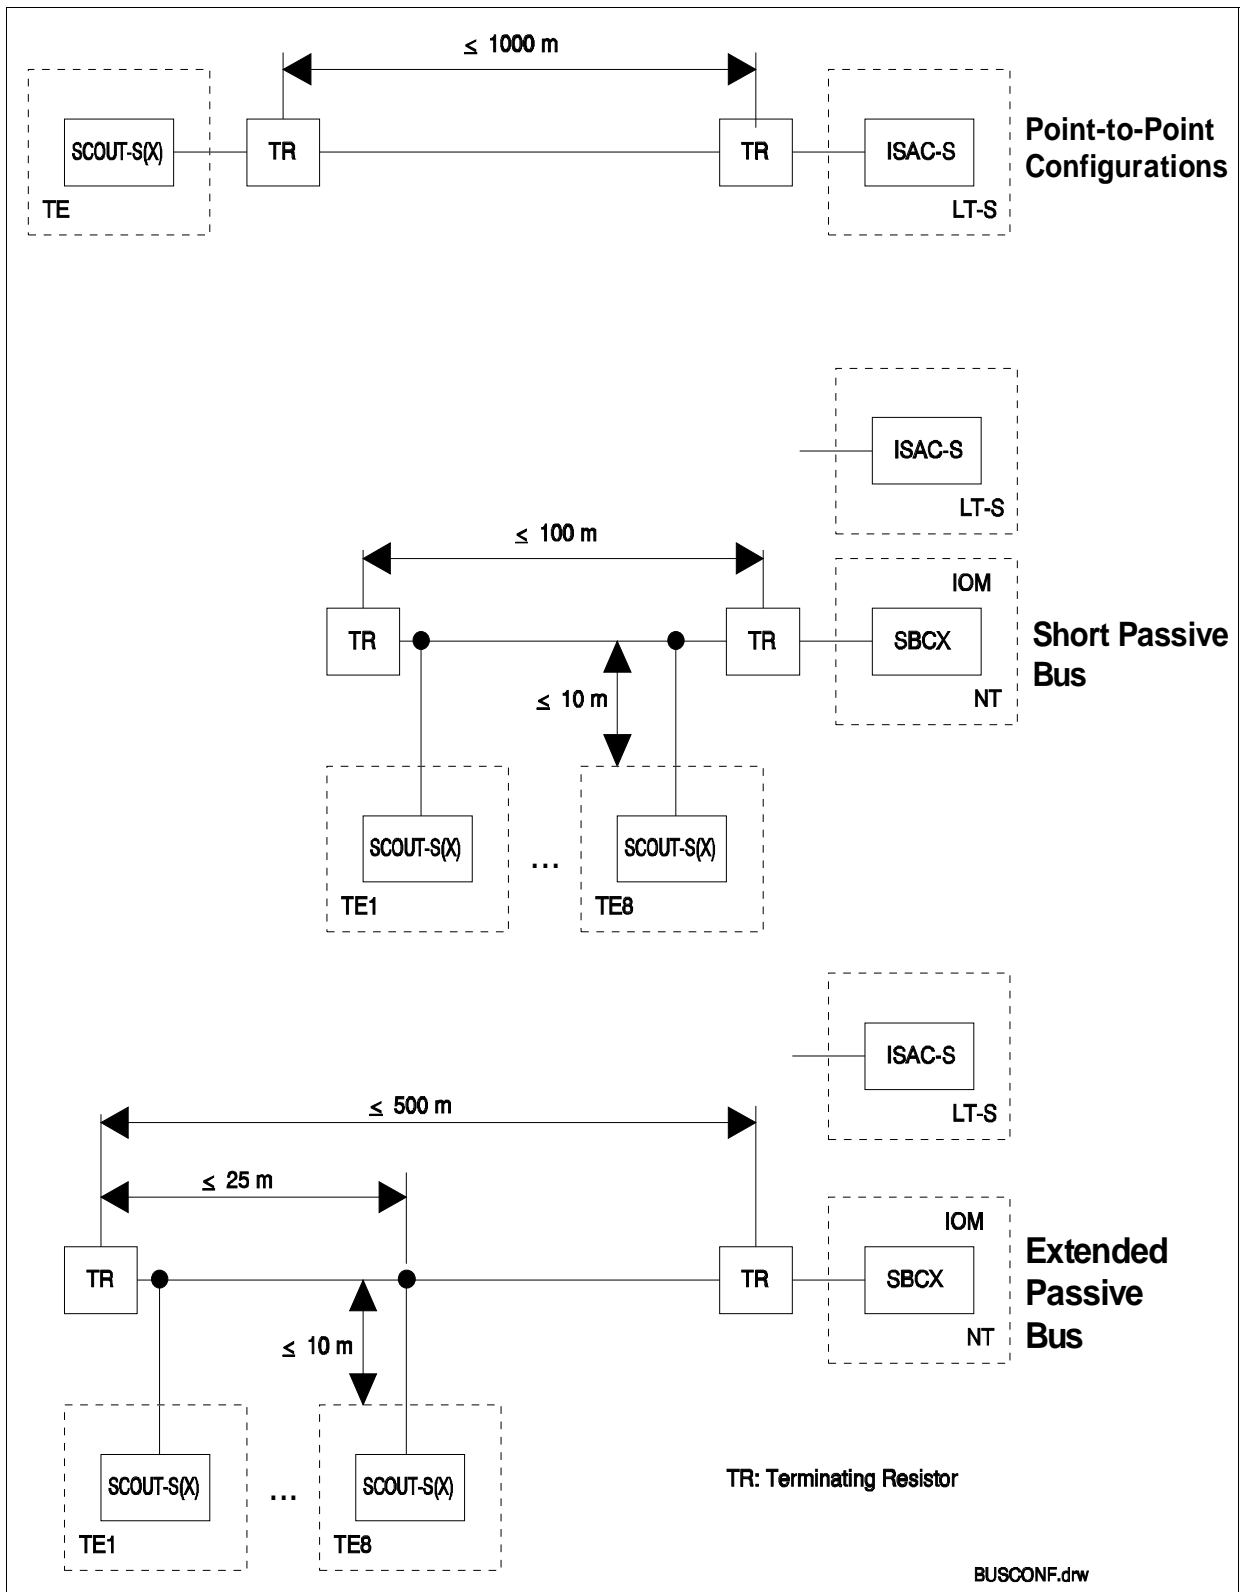 ≤ 1000 m
SCOUT-S(X)
TR
TR
ISAC-S
TE
LT-S
Point-to-Point
Configurations
ISAC-S
LT-S
≤ 100 m
IOM
TR
TR
SBCX
NT
Short Passive
Bus
≤ 10 m
SCOUT-S(X)
...
SCOUT-S(X)
TE1
TE8
ISAC-S
LT-S
≤ 500 m
≤ 25 m
IOM
TR
TR
SBCX
NT
Extended
Passive
Bus
≤ 10 m
SCOUT-S(X)
...
SCOUT-S(X)
TE1
TE8
TR: Terminating Resistor
BUSCONF.drw